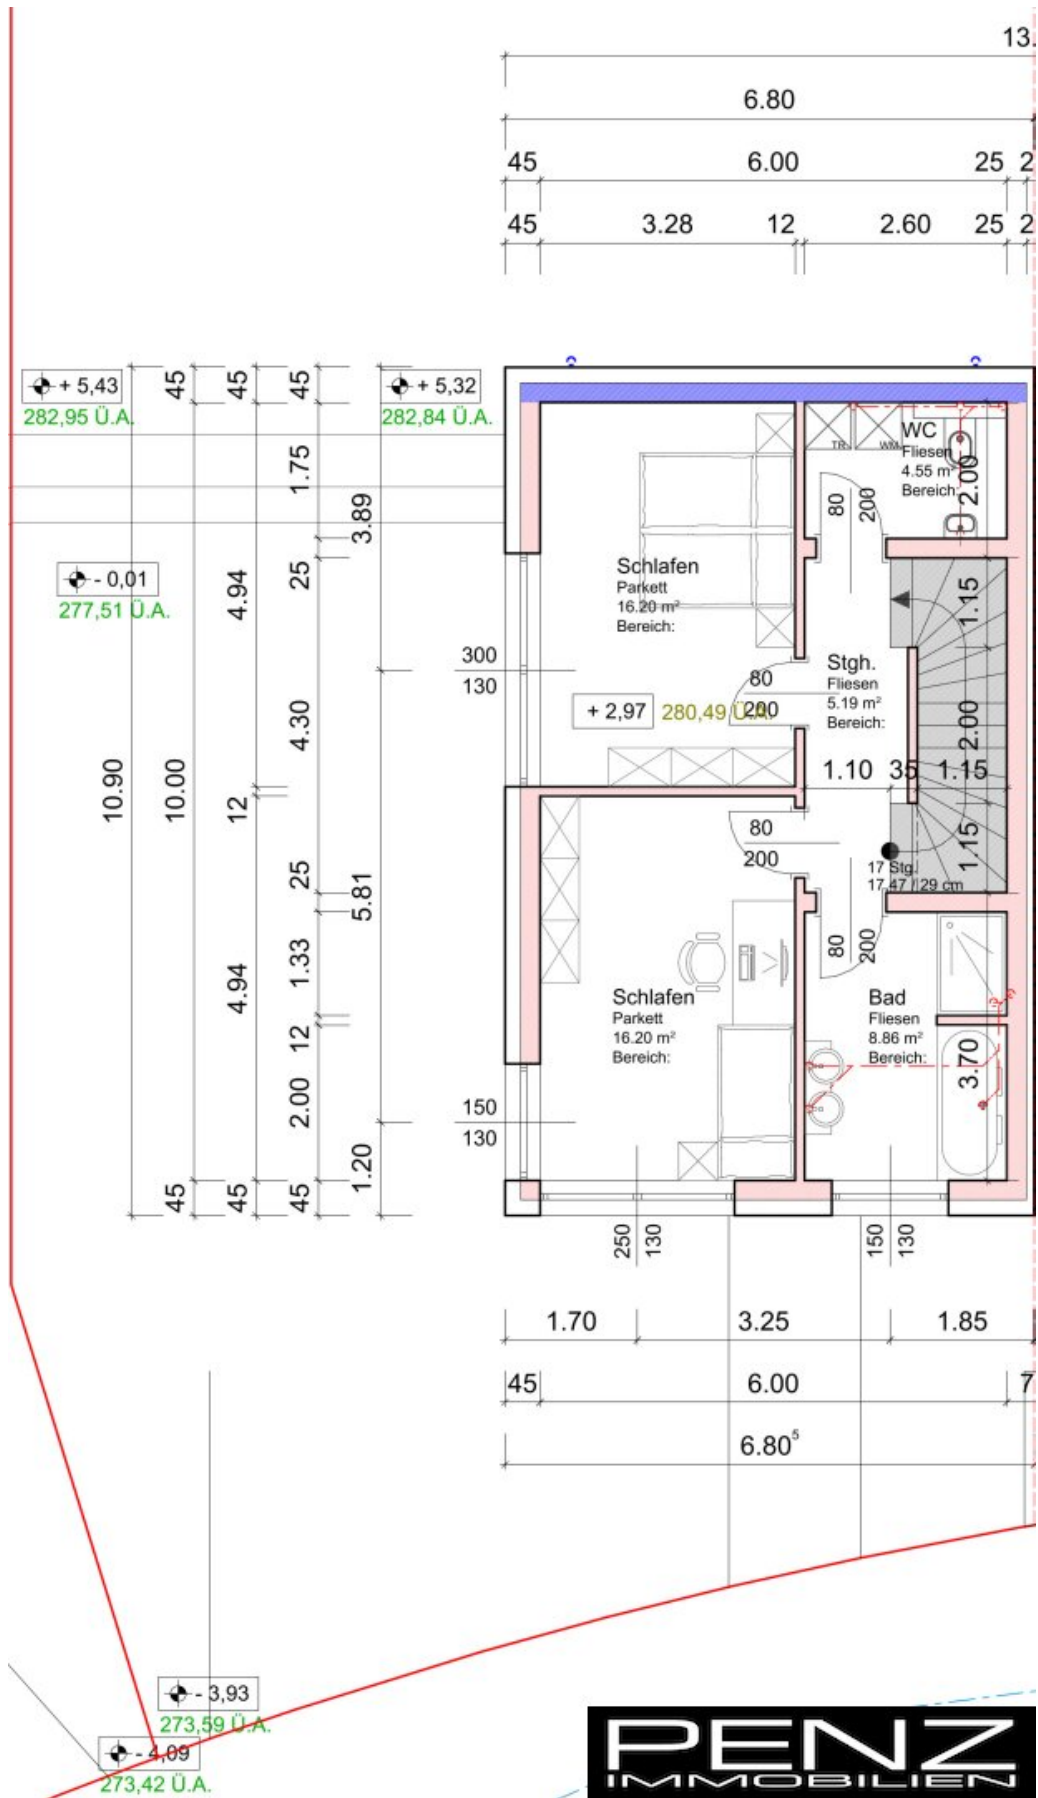 13.
6.80
45 6.00 25 2
45 3.28 12 2.60 25 2
+ 5,43
282,95 Ü.A.
45 45 45
+ 5,32
282,84 Ü.A.
1.75
3.89
25
4.94
- 0,01
277,51 Ü.A.
4.30
10.90
10.00
12
25
5.81
1.33
4.94
12
2.00
1.20
45 45 45
WC
Fliesen
4.55 m²
Bereich:
TR
WM
2.00
80
200
Schlafen
Parkett
16.20 m²
Bereich:
300
130
+ 2,97
280,49 Ü.A.
80
200
Stgh.
Fliesen
5.19 m²
Bereich:
1.15
2.00
1.10 35 1.15
1.15
80
200
17 Stg.
17.47 / 29 cm
80
200
Schlafen
Parkett
16.20 m²
Bereich:
Bad
Fliesen
8.86 m²
Bereich:
3.70
150
130
250
130
150
130
1.70 3.25 1.85
45 6.00 7
6.80⁵
- 3,93
273,59 Ü.A.
- 4,09
273,42 Ü.A.
PENZ
IMMOBILIEN